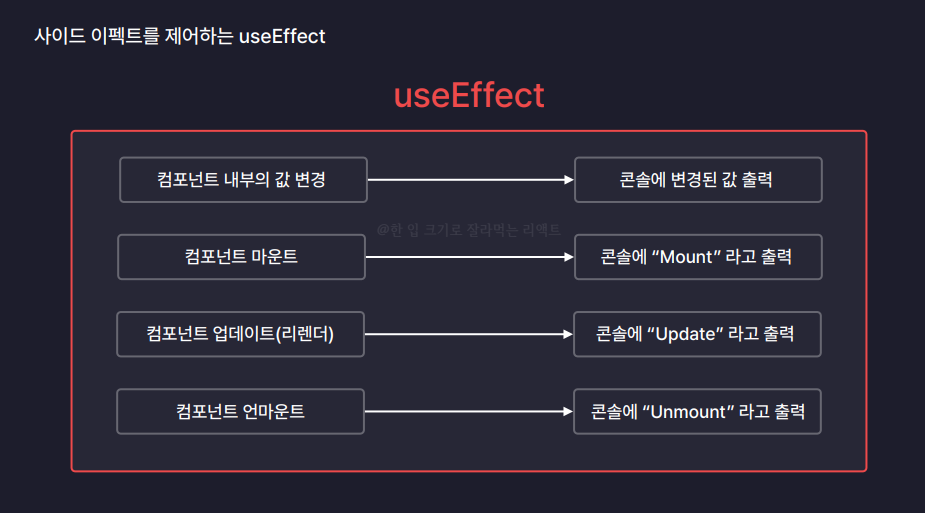 사이드 이펙트를 제어하는 useEffect
useEffect
컴포넌트 내부의 값 변경
콘솔에 변경된 값 출력
@한 입 크기로 잘라먹는 리액트
컴포넌트 마운트
콘솔에 “Mount” 라고 출력
컴포넌트 업데이트(리렌더)
콘솔에 “Update” 라고 출력
컴포넌트 언마운트
콘솔에 “Unmount” 라고 출력